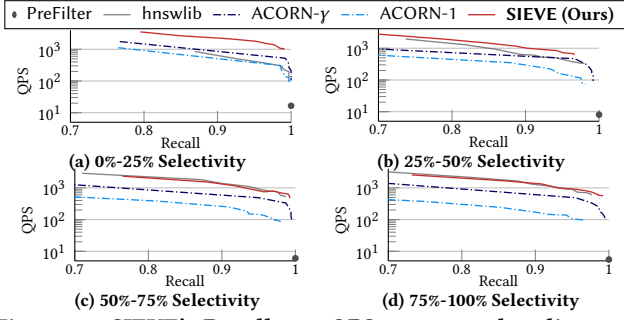 PreFilter hnswlib ACORN-γ ACORN-1 SIEVE (Ours)
QPS
10³
10²
10¹
0.7 0.8 0.9 1
Recall
(a) 0%-25% Selectivity
QPS
10³
10²
10¹
0.7 0.8 0.9 1
Recall
(b) 25%-50% Selectivity
QPS
10³
10²
10¹
0.7 0.8 0.9 1
Recall
(c) 50%-75% Selectivity
QPS
10³
10²
10¹
0.7 0.8 0.9 1
Recall
(d) 75%-100% Selectivity